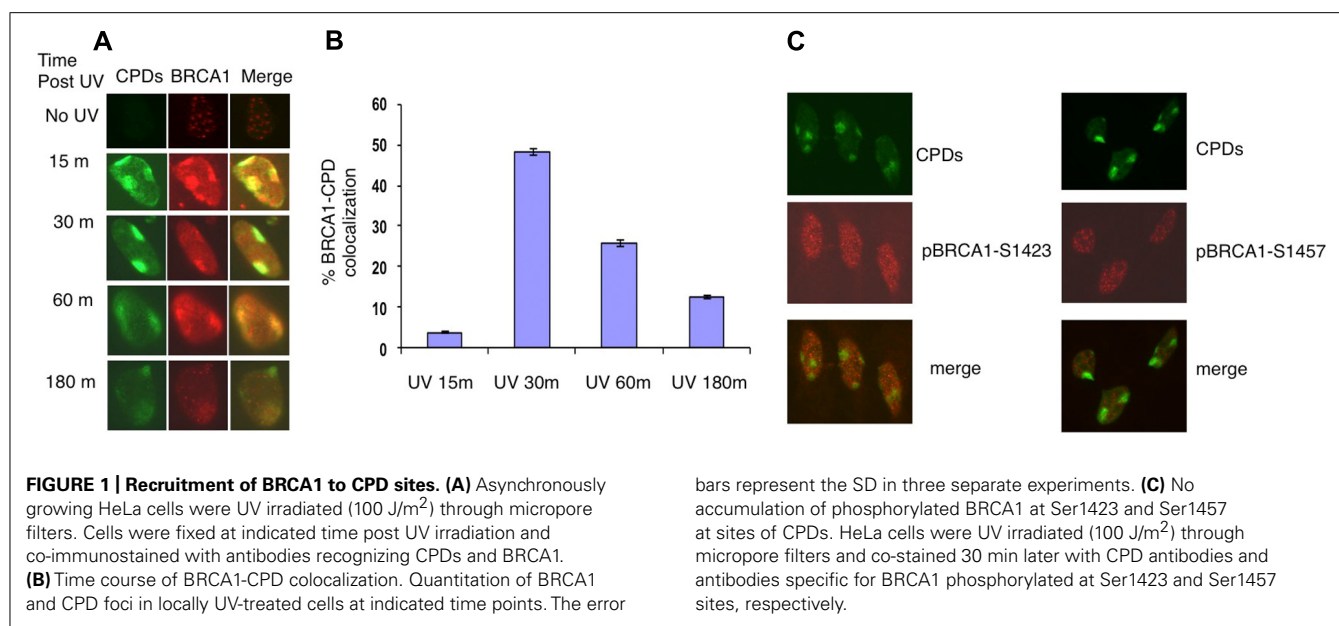 A
Time
Post UV
CPDs BRCA1 Merge
No UV
15 m
30 m
60 m
180 m
B
% BRCA1-CPD
colocalization
60
50
40
30
20
10
0
UV 15m UV 30m UV 60m UV 180m
C
CPDs
pBRCA1-S1423
merge
CPDs
pBRCA1-S1457
merge
FIGURE 1 | Recruitment of BRCA1 to CPD sites. (A) Asynchronously
growing HeLa cells were UV irradiated (100 J/m²) through micropore
filters. Cells were fixed at indicated time post UV irradiation and
co-immunostained with antibodies recognizing CPDs and BRCA1.
(B) Time course of BRCA1-CPD colocalization. Quantitation of BRCA1
and CPD foci in locally UV-treated cells at indicated time points. The error
bars represent the SD in three separate experiments. (C) No
accumulation of phosphorylated BRCA1 at Ser1423 and Ser1457
at sites of CPDs. HeLa cells were UV irradiated (100 J/m²) through
micropore filters and co-stained 30 min later with CPD antibodies and
antibodies specific for BRCA1 phosphorylated at Ser1423 and Ser1457
sites, respectively.